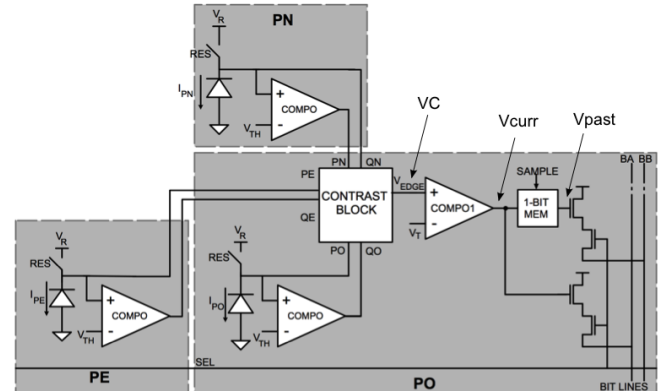 V_R
PN
RES
I_PN
+
COMPO
V_TH
-
VC
Vcurr
Vpast
PN QN
BA BB
PE
V_EDGE
SAMPLE
CONTRAST
BLOCK
+
COMPO1
1-BIT
MEM
QE
V_T
-
PO QO
V_R
RES
I_PE
+
COMPO
V_TH
-
V_R
RES
I_PO
+
COMPO
V_TH
-
SEL
PE
PO
BIT LINES